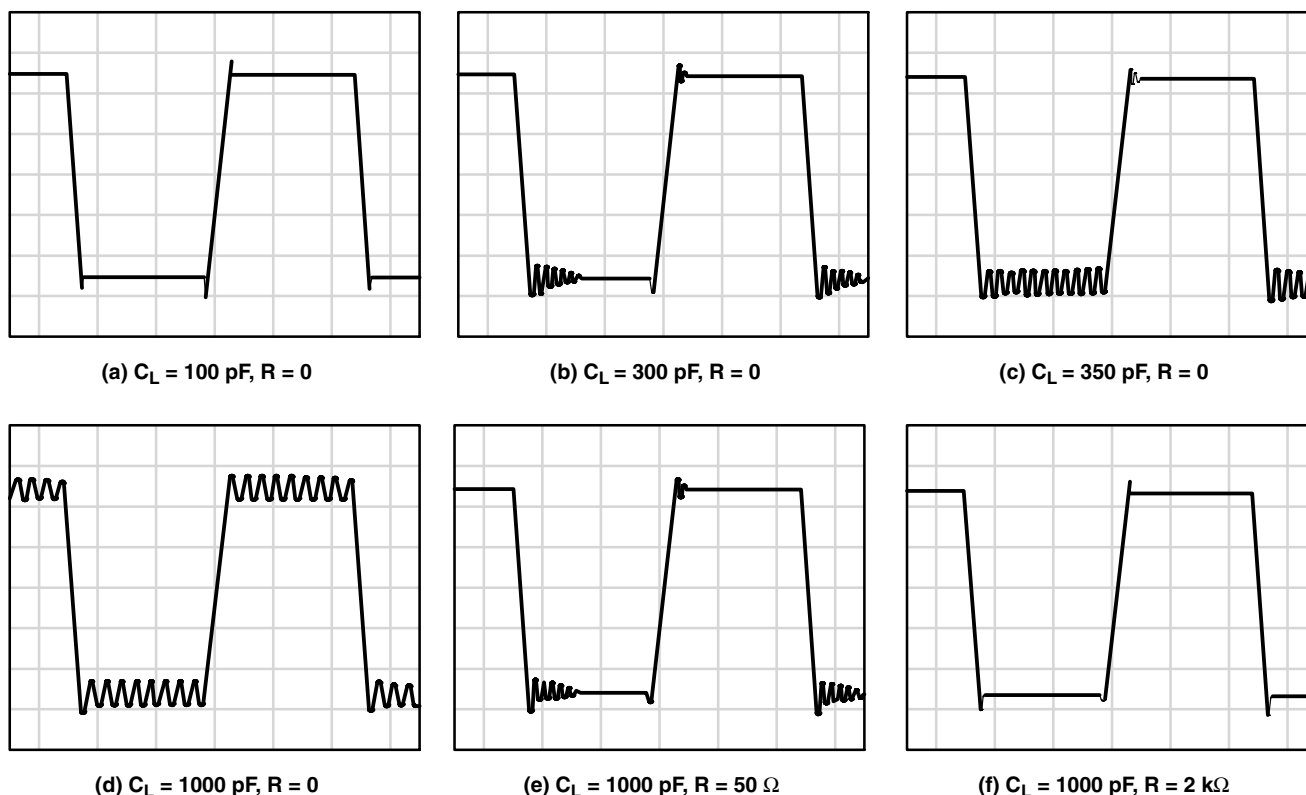 (a) C_L = 100 pF, R = 0
(b) C_L = 300 pF, R = 0
(c) C_L = 350 pF, R = 0
(d) C_L = 1000 pF, R = 0
(e) C_L = 1000 pF, R = 50 Ω
(f) C_L = 1000 pF, R = 2 kΩ